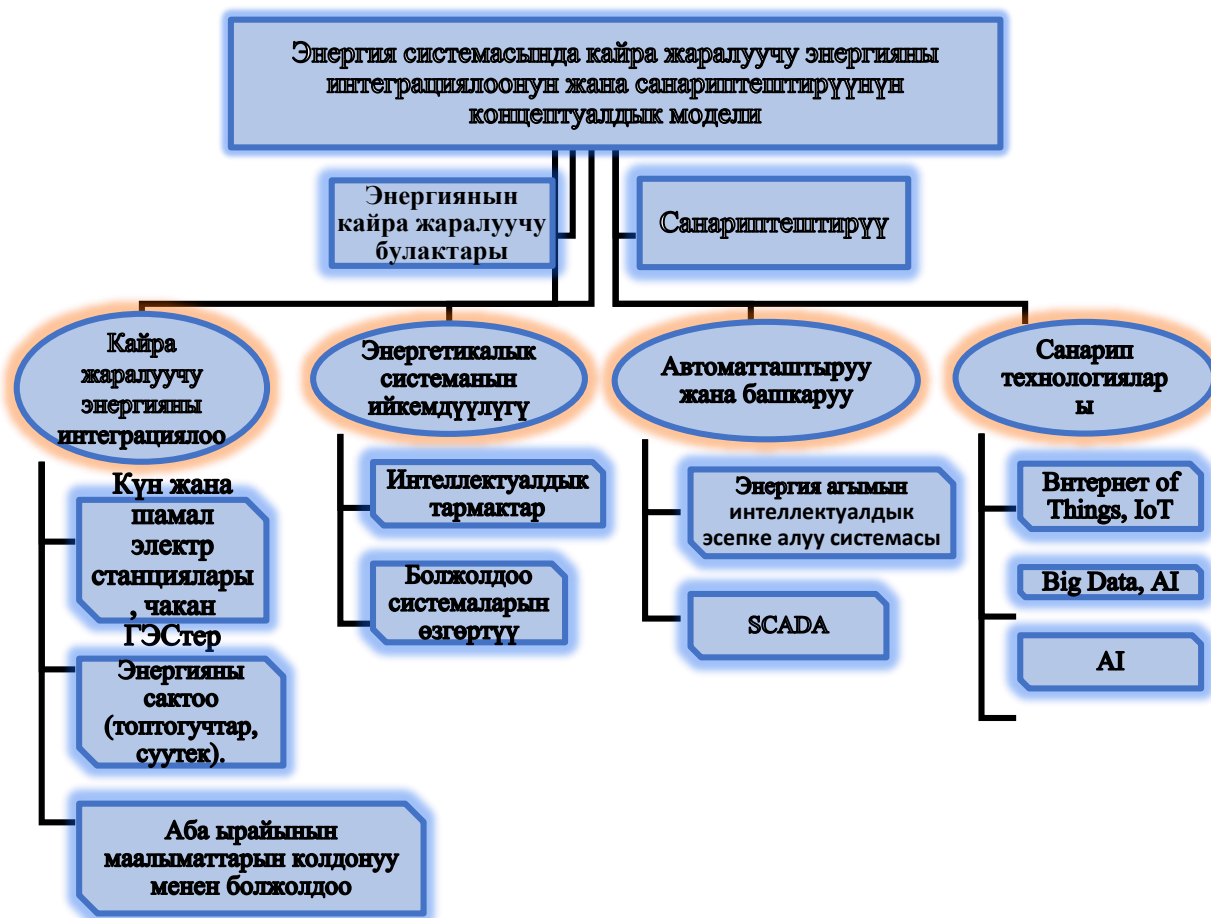 Энергия системасында кайра жаралуучу энергияны
интеграциялоонун жана санариптештирүүнүн
концептуалдык модели
Энергиянын
кайра жаралуучу
булактары
Санариптештирүү
Кайра
жаралуучу
энергияны
интеграциялоо
Энергетикалык
системанын
ийкемдүүлүгү
Автоматташтыруу
жана башкаруу
Санарип
технологиялар
ы
Күн жана
шамал
электр
станциялары
, чакан
ГЭСтер
Энергияны
сактоо
(топтогучтар,
суутек).
Аба ырайынын
маалыматтарын колдонуу
менен болжолдоо
Интеллектуалдык
тармактар
Болжолдоо
системаларын
өзгөртүү
Энергия агымын
интеллектуалдык
эсепке алуу системасы
SCADA
Внтернет of
Things, IoT
Big Data, AI
AI